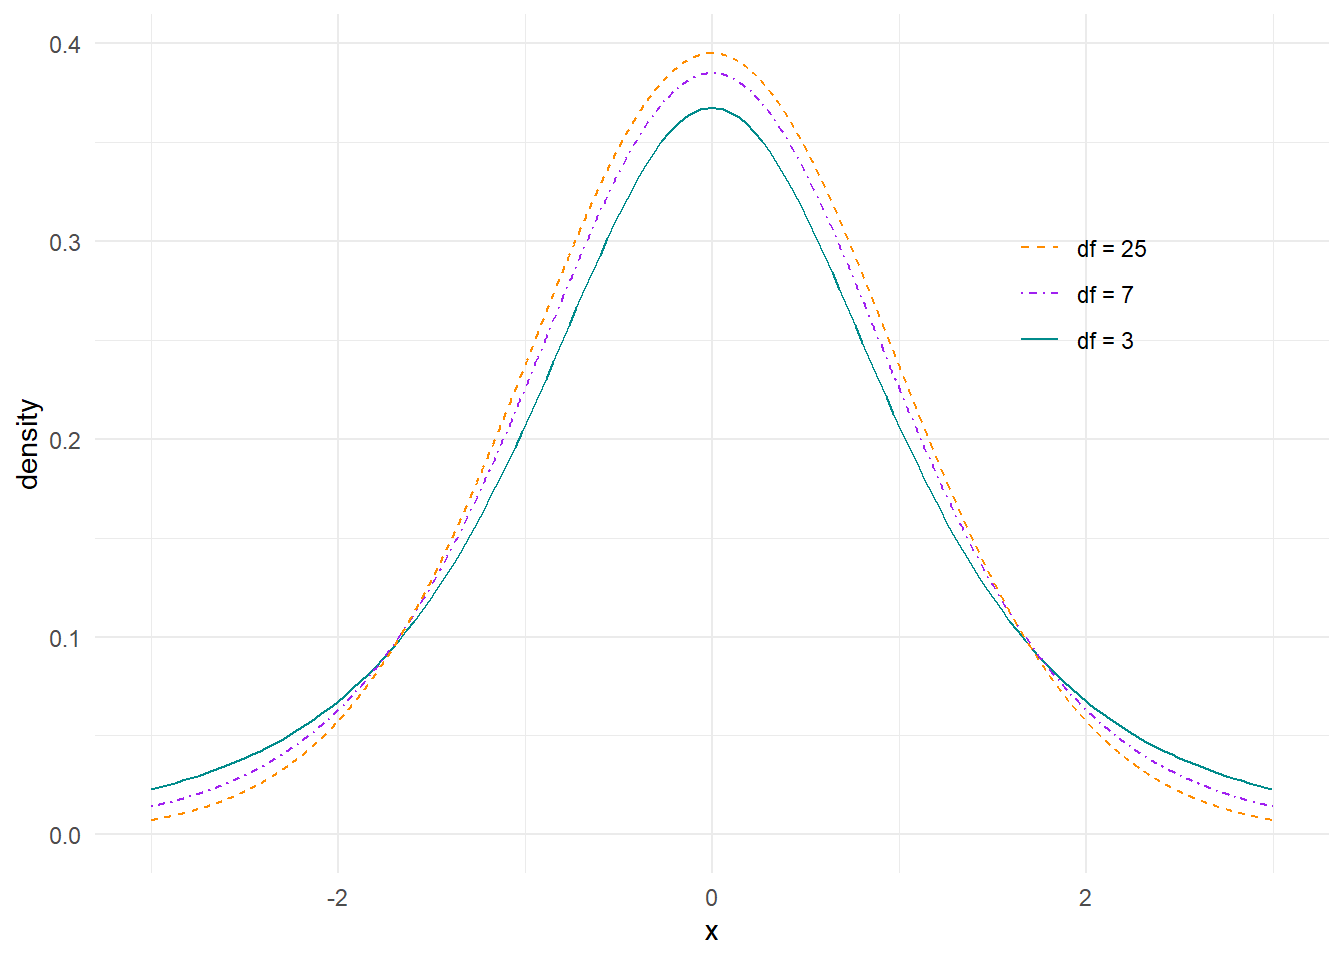 0.4
0.3
0.2
0.1
0.0
density
df = 25
df = 7
df = 3
-2
0
2
x